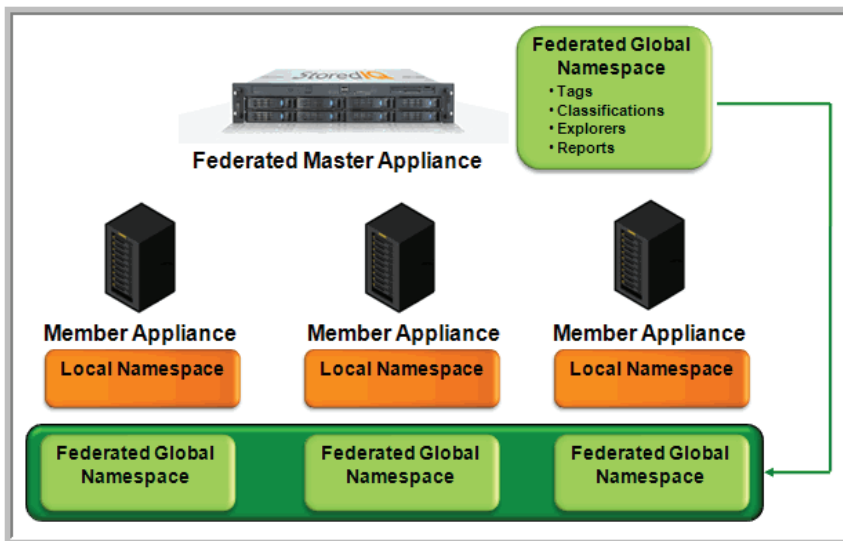 StoredIQ
Federated Global
Namespace
• Tags
• Classifications
• Explorers
• Reports
Federated Master Appliance
Member Appliance
Member Appliance
Member Appliance
Local Namespace
Local Namespace
Local Namespace
Federated Global
Namespace
Federated Global
Namespace
Federated Global
Namespace